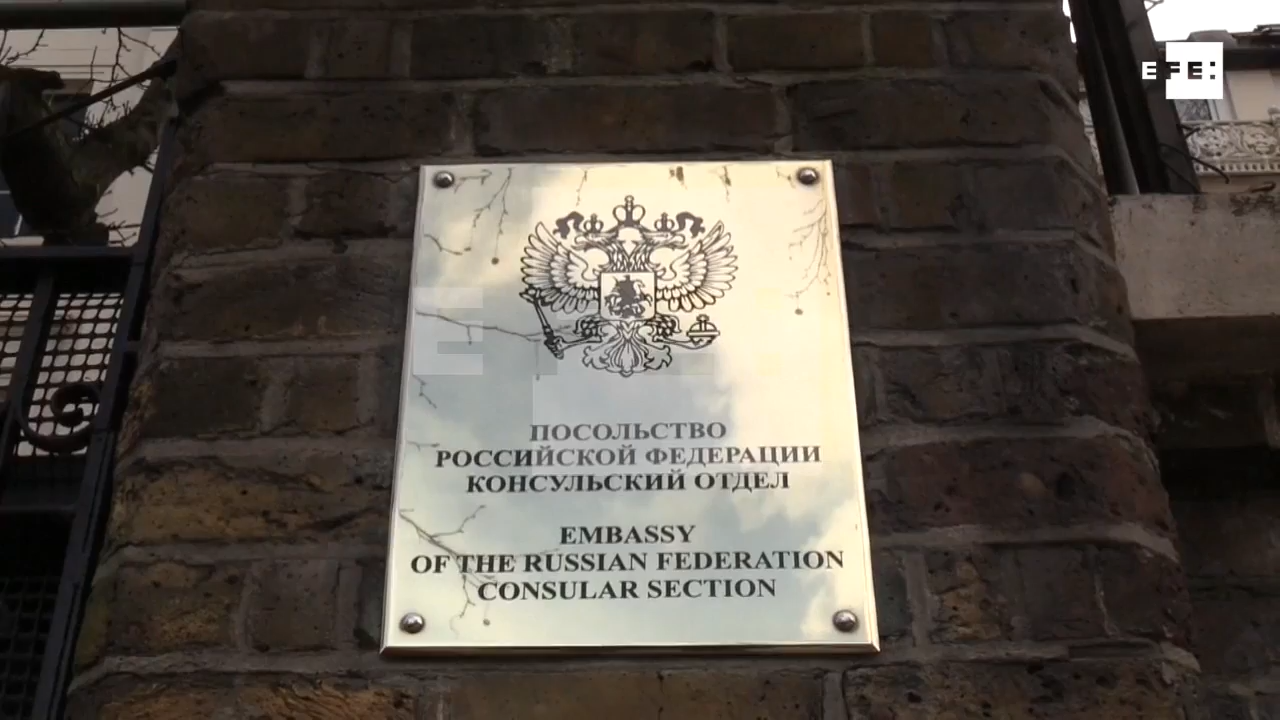 EFE:
ПОСОЛЬСТВО
РОССИЙСКОЙ ФЕДЕРАЦИИ
КОНСУЛЬСКИЙ ОТДЕЛ
EMBASSY
OF THE RUSSIAN FEDERATION
CONSULAR SECTION